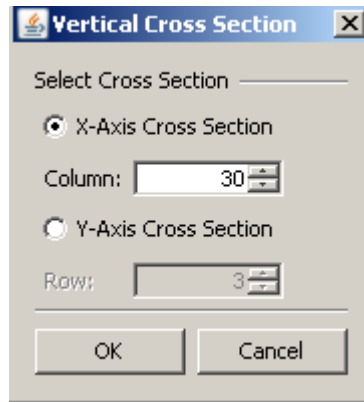 Vertical Cross Section
Select Cross Section
X-Axis Cross Section
Column: 30
Y-Axis Cross Section
Row: 3
OK Cancel